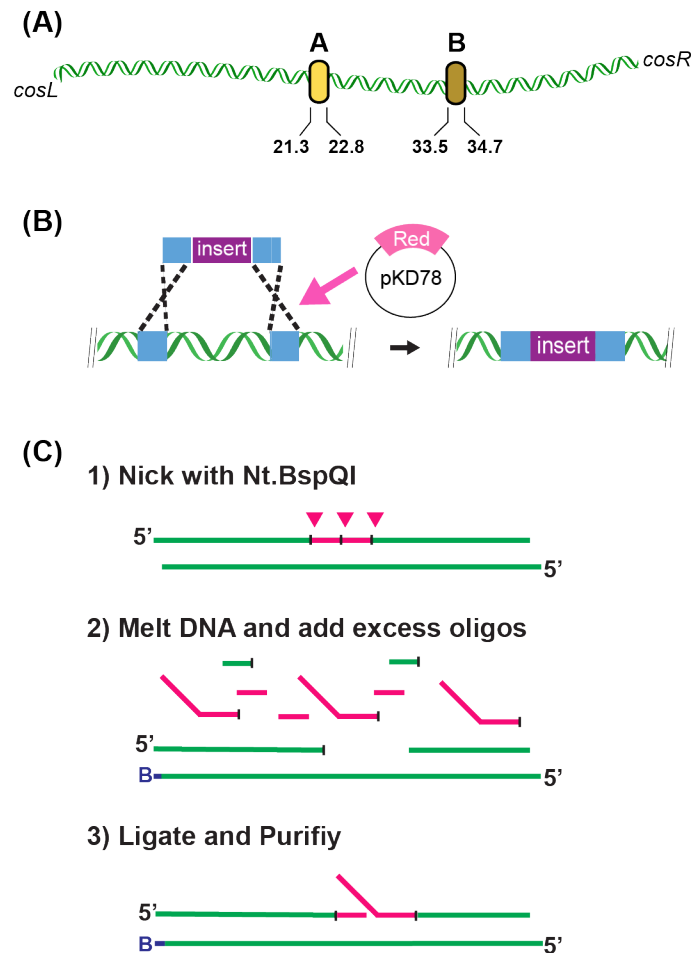 (A)
A B
cosL cosR
21.3 22.8 33.5 34.7
(B)
insert
Red
pKD78
insert
(C)
1) Nick with Nt.BspQI
5’
5’
2) Melt DNA and add excess oligos
5’
B 5’
3) Ligate and Purifiy
5’
B 5’